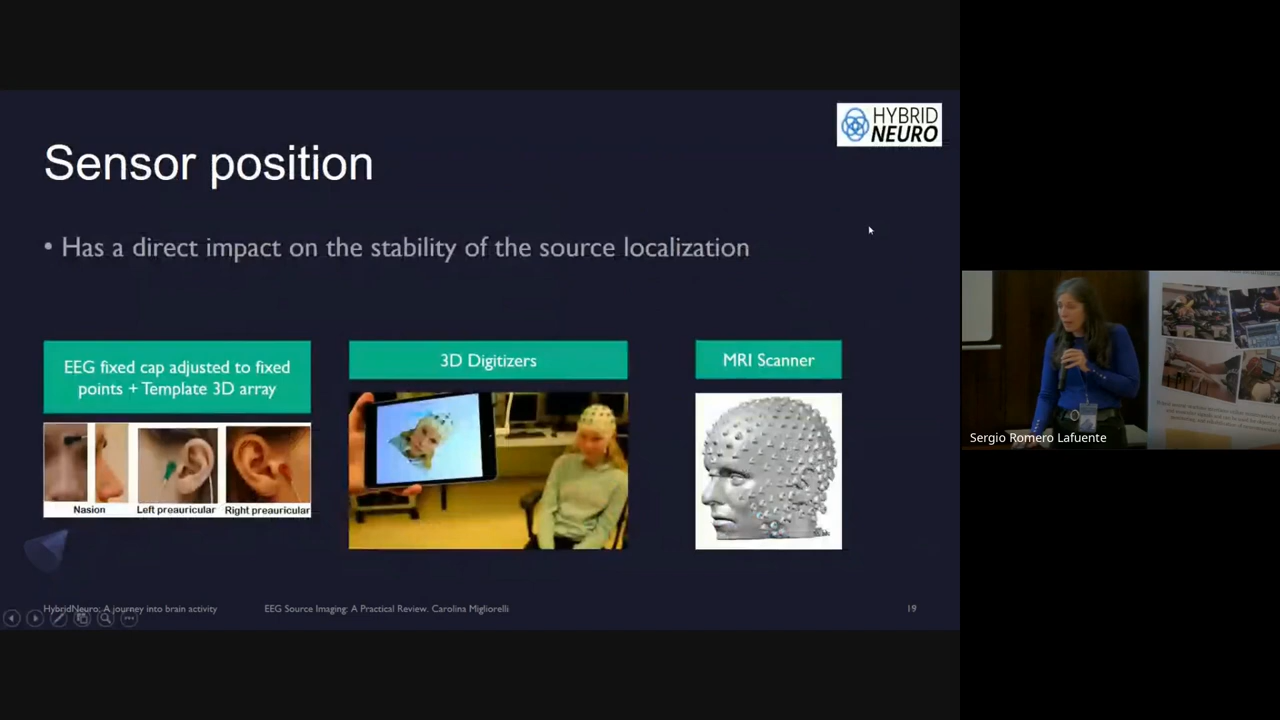 HYBRID
NEURO
Sensor position
• Has a direct impact on the stability of the source localization
EEG fixed cap adjusted to fixed
points + Template 3D array
Nasion
Left preauricular
Right preauricular
3D Digitizers
MRI Scanner
HybridNeuro: A journey into brain activity
EEG Source Imaging: A Practical Review. Carolina Migliorelli
19
Sergio Romero Lafuente